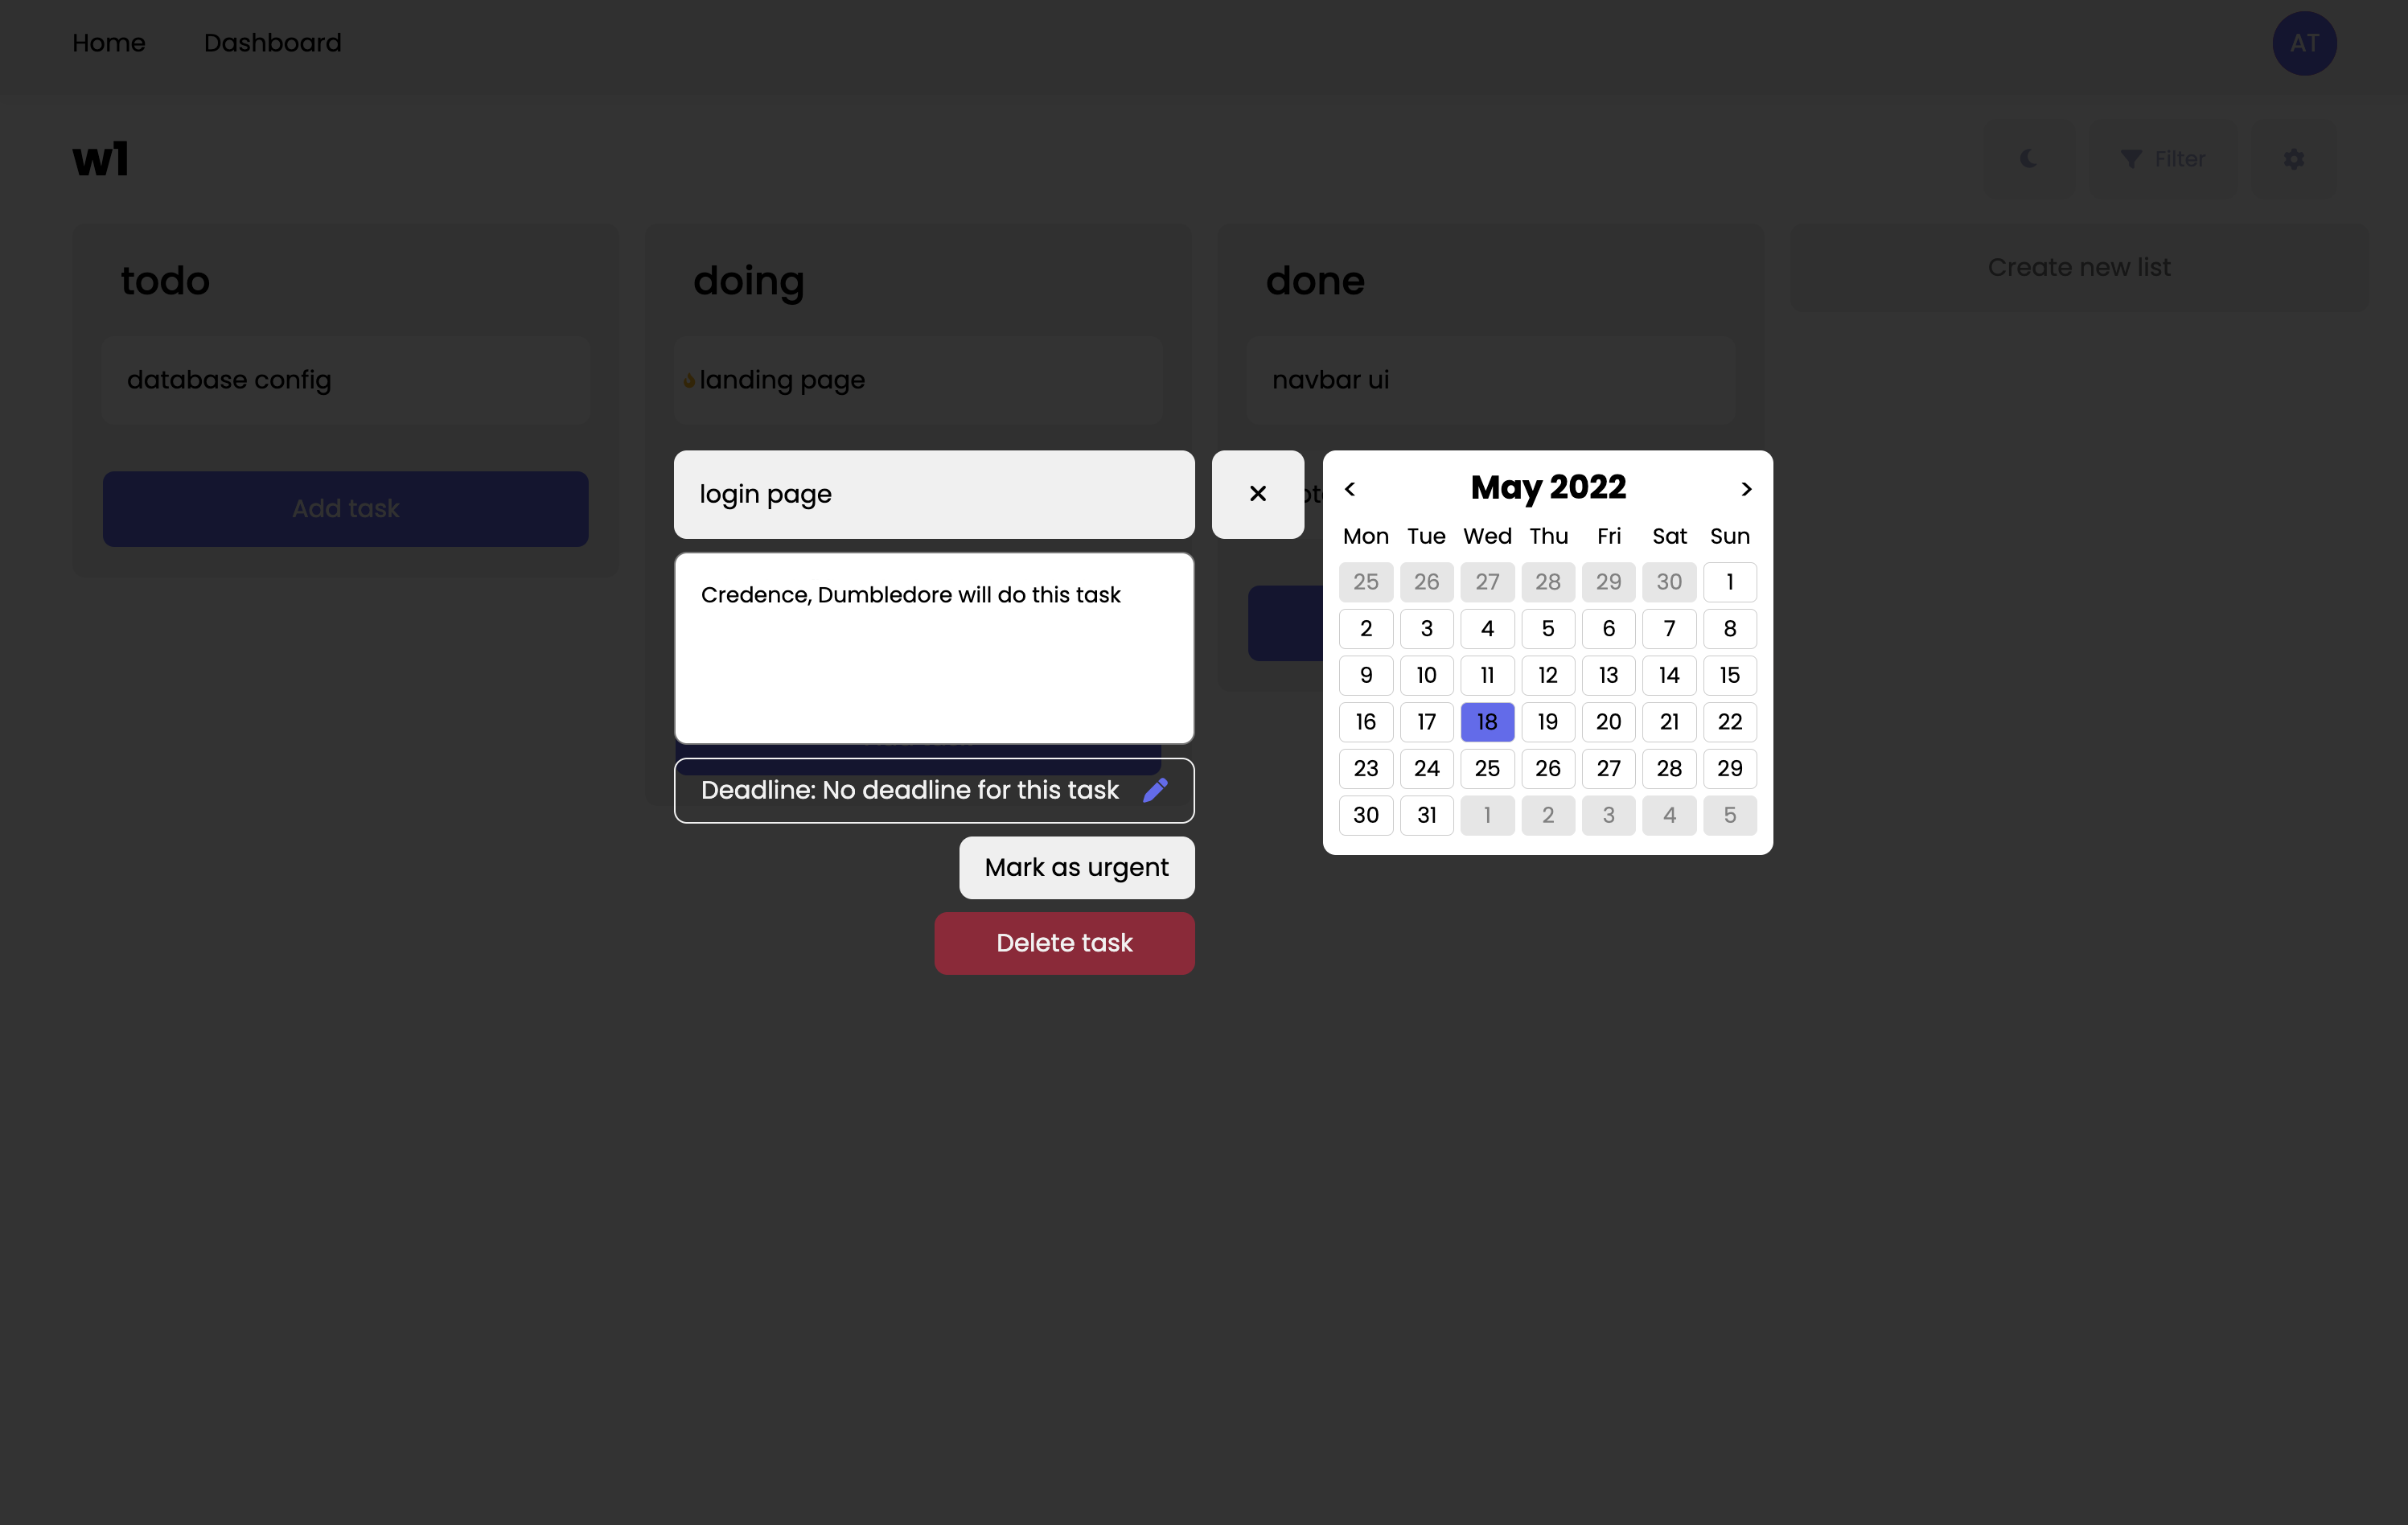 Home Dashboard AT
w1 Filter
todo doing done Create new list
database config landing page navbar ui
Add task
login page
Credence, Dumbledore will do this task
Deadline: No deadline for this task
Mark as urgent
Delete task
< May 2022 >
Mon Tue Wed Thu Fri Sat Sun
25 26 27 28 29 30 1
2 3 4 5 6 7 8
9 10 11 12 13 14 15
16 17 18 19 20 21 22
23 24 25 26 27 28 29
30 31 1 2 3 4 5